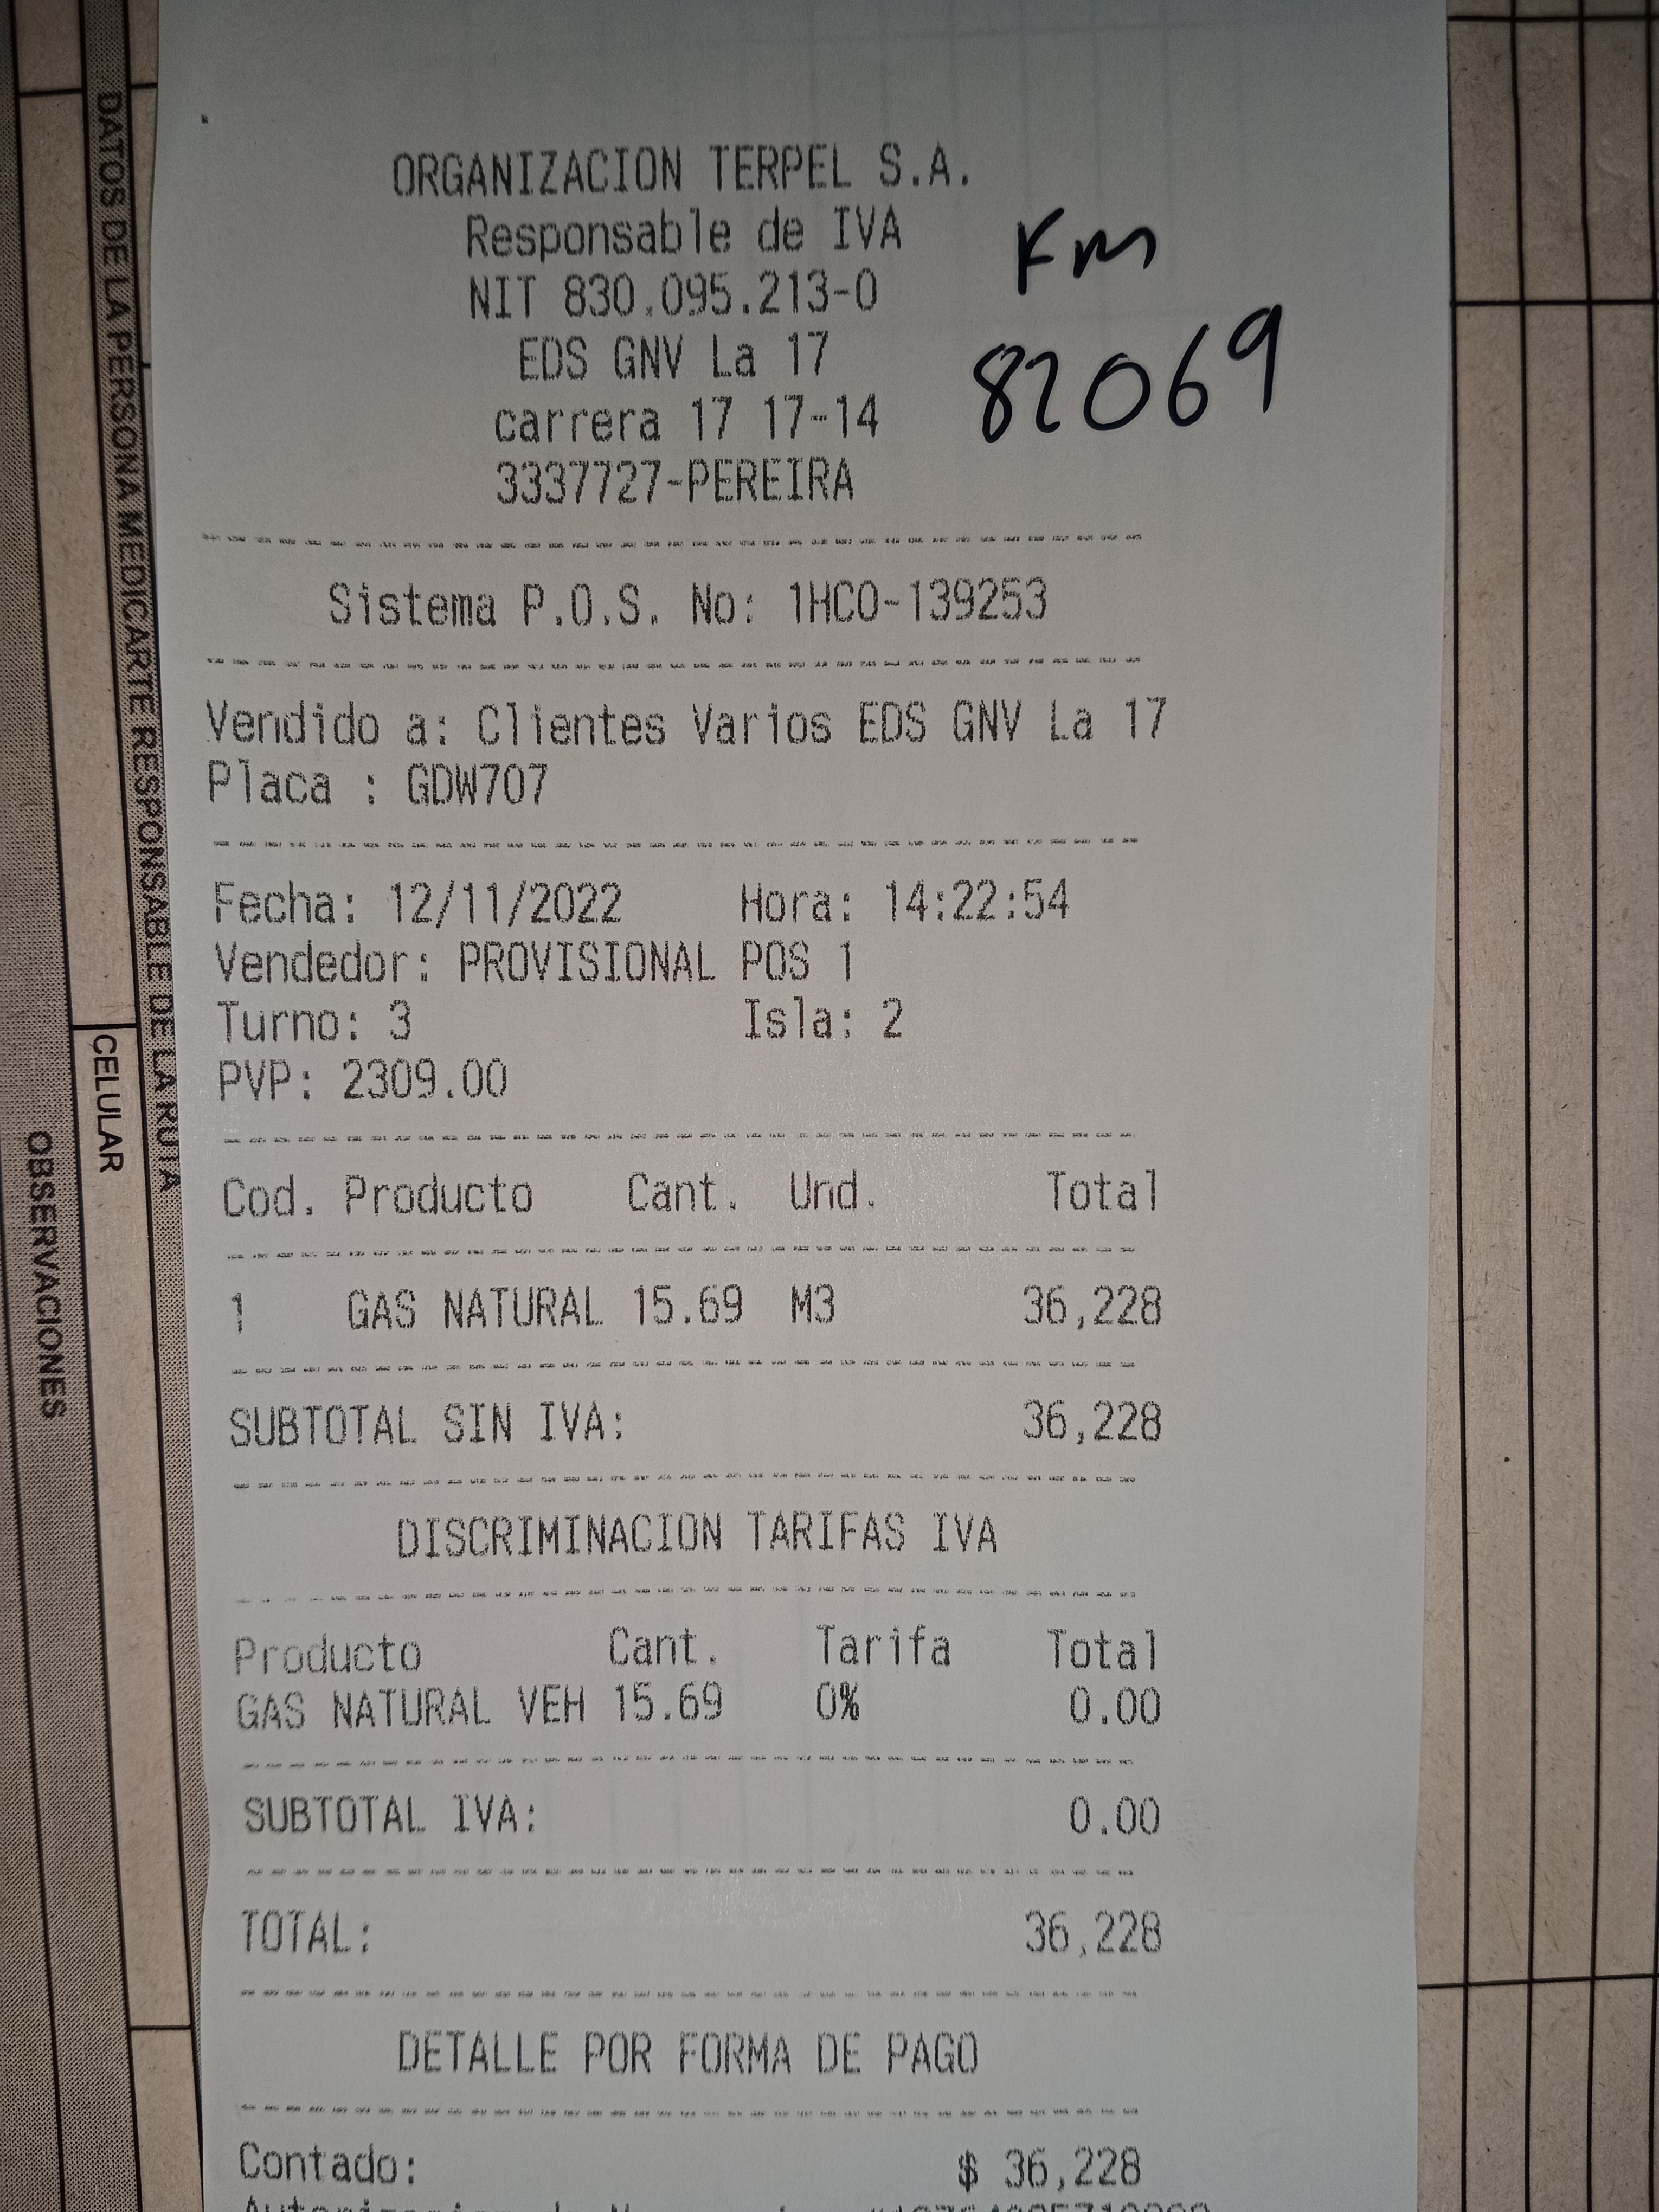 ORGANIZACION TERPEL S.A.
Responsable de IVA
NIT 830.095.213-0
EDS GNV La 17
carrera 17 17-14
3337727-PEREIRA
Km
82069
Sistema P.O.S. No: 1HCO-139253
Vendido a: Clientes Varios EDS GNV La 17
Placa : GDW707
Fecha: 12/11/2022 Hora: 14:22:54
Vendedor: PROVISIONAL POS 1
Turno: 3 Isla: 2
PVP: 2309.00
Cod. Producto Cant. Und. Total
1 GAS NATURAL 15.69 M3 36,228
SUBTOTAL SIN IVA: 36,228
DISCRIMINACION TARIFAS IVA
Producto Cant. Tarifa Total
GAS NATURAL VEH 15.69 0% 0.00
SUBTOTAL IVA: 0.00
TOTAL: 36,228
DETALLE POR FORMA DE PAGO
Contado: $ 36,228
DATOS DE LA PERSONA MEDICARTE RESPONSABLE DE LA RUTA
CELULAR
OBSERVACIONES